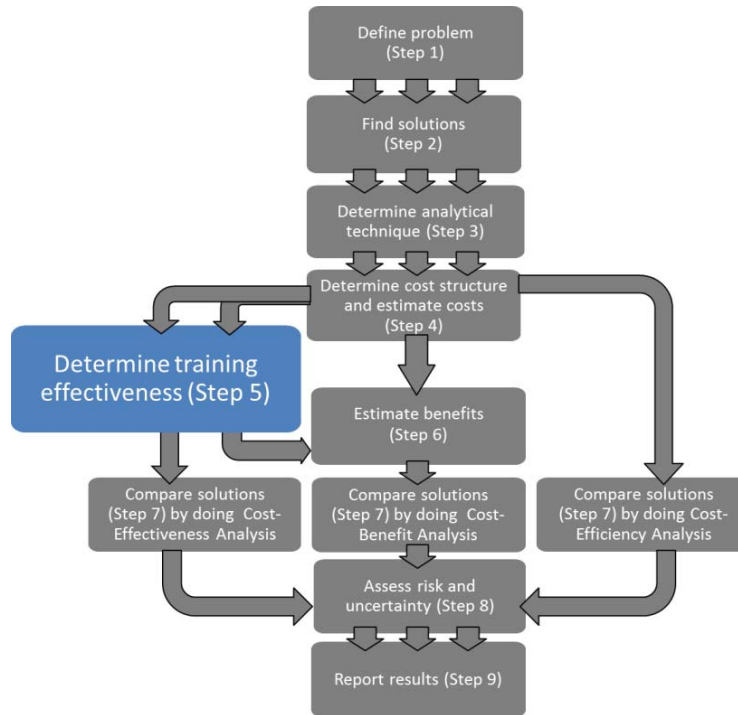 Define problem
(Step 1)
Find solutions
(Step 2)
Determine analytical
technique (Step 3)
Determine cost structure
and estimate costs
(Step 4)
Determine training
effectiveness (Step 5)
Estimate benefits
(Step 6)
Compare solutions
(Step 7) by doing Cost-
Effectiveness Analysis
Compare solutions
(Step 7) by doing Cost-
Benefit Analysis
Compare solutions
(Step 7) by doing Cost-
Efficiency Analysis
Assess risk and
uncertainty (Step 8)
Report results (Step 9)